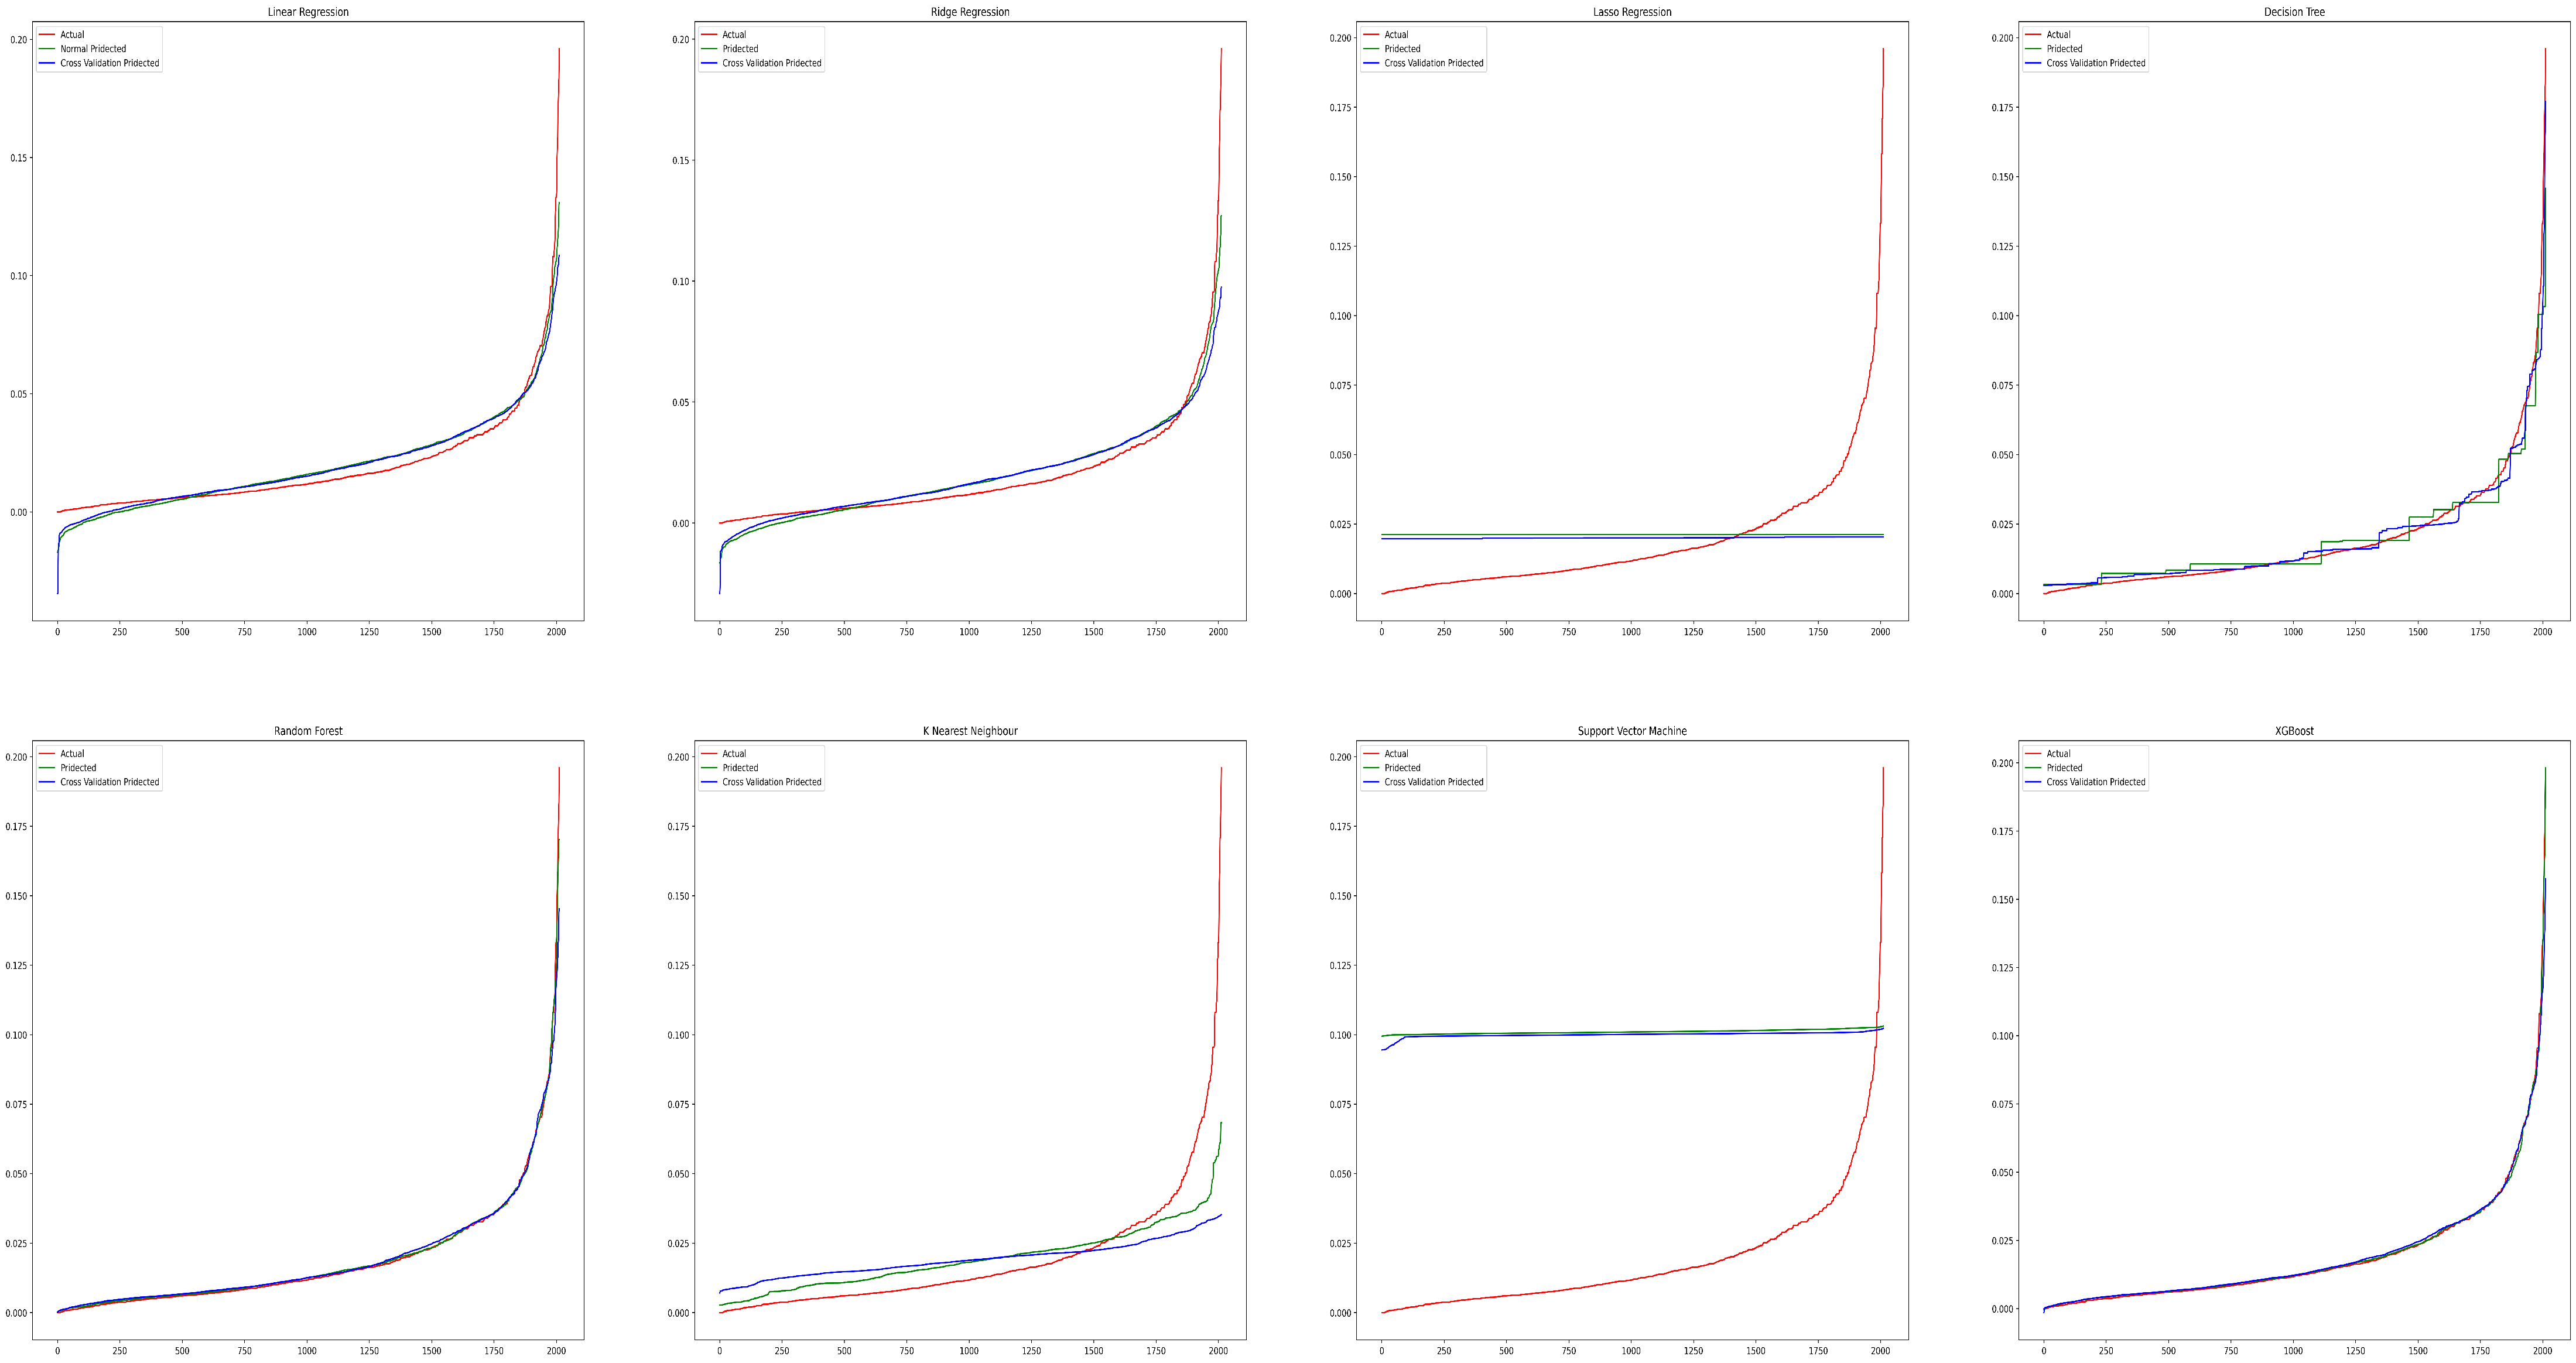 Linear Regression
Actual
Normal Pridected
Cross Validation Pridected
0.20
0.15
0.10
0.05
0.00
0 250 500 750 1000 1250 1500 1750 2000
Ridge Regression
Actual
Pridected
Cross Validation Pridected
0.20
0.15
0.10
0.05
0.00
0 250 500 750 1000 1250 1500 1750 2000
Lasso Regression
Actual
Pridected
Cross Validation Pridected
0.200
0.175
0.150
0.125
0.100
0.075
0.050
0.025
0.000
0 250 500 750 1000 1250 1500 1750 2000
Decision Tree
Actual
Pridected
Cross Validation Pridected
0.200
0.175
0.150
0.125
0.100
0.075
0.050
0.025
0.000
0 250 500 750 1000 1250 1500 1750 2000
Random Forest
Actual
Pridected
Cross Validation Pridected
0.200
0.175
0.150
0.125
0.100
0.075
0.050
0.025
0.000
0 250 500 750 1000 1250 1500 1750 2000
K Nearest Neighbour
Actual
Pridected
Cross Validation Pridected
0.200
0.175
0.150
0.125
0.100
0.075
0.050
0.025
0.000
0 250 500 750 1000 1250 1500 1750 2000
Support Vector Machine
Actual
Pridected
Cross Validation Pridected
0.200
0.175
0.150
0.125
0.100
0.075
0.050
0.025
0.000
0 250 500 750 1000 1250 1500 1750 2000
XGBoost
Actual
Pridected
Cross Validation Pridected
0.200
0.175
0.150
0.125
0.100
0.075
0.050
0.025
0.000
0 250 500 750 1000 1250 1500 1750 2000